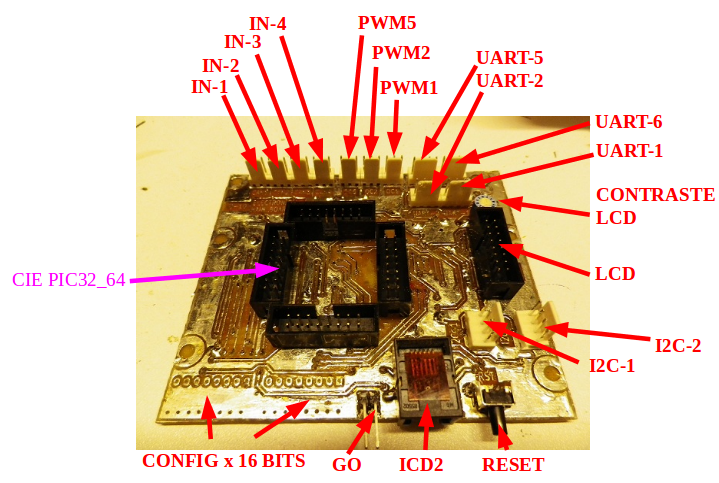 IN-4
IN-3
IN-2
IN-1
PWM5
PWM2
PWM1
UART-5
UART-2
UART-6
UART-1
CONTRASTE
LCD
LCD
CIE PIC32_64
I2C-2
I2C-1
RST
CONFIG x 16 BITS
GO
ICD2
RESET